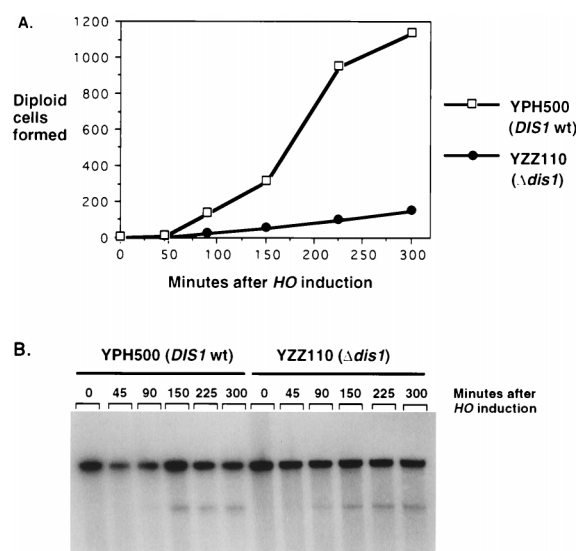 A.
1200
1000
800
600
400
200
0
Diploid
cells
formed
0 50 100 150 200 250 300
Minutes after HO induction
YPH500
(DIS1 wt)
YZZ110
(Δdis1)
B.
YPH500 (DIS1 wt) YZZ110 (Δdis1)
0 45 90 150 225 300 0 45 90 150 225 300
Minutes after
HO induction